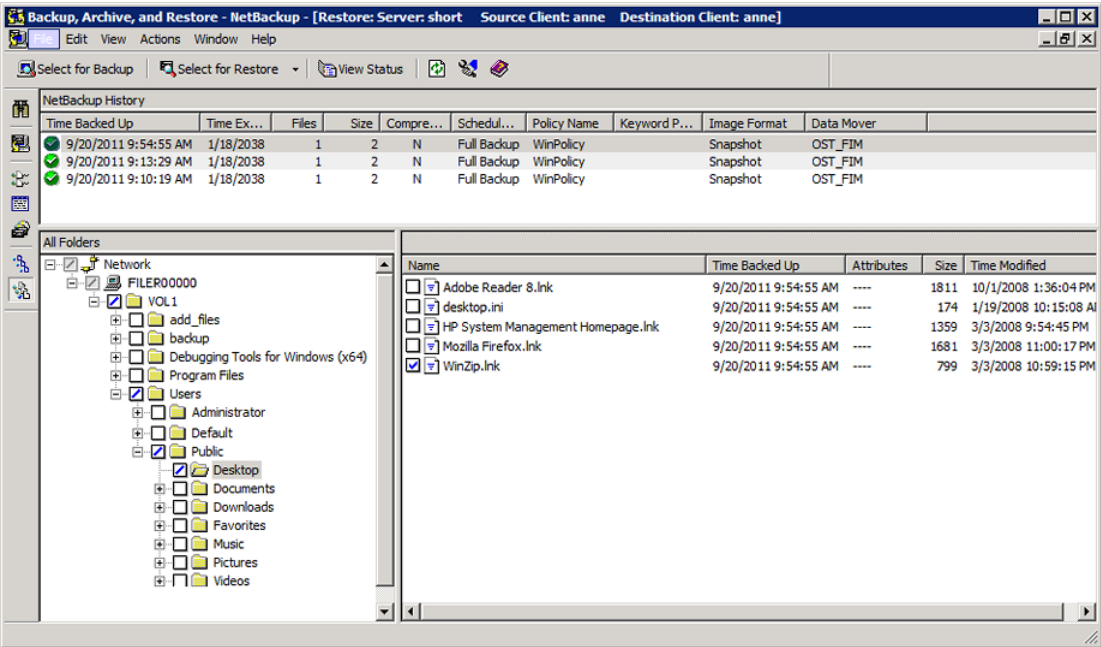 Backup, Archive, and Restore - NetBackup - [Restore: Server: short Source Client: anne Destination Client: anne]
File Edit View Actions Window Help
Select for Backup Select for Restore View Status
NetBackup History
Time Backed Up Time Ex... Files Size Compre... Schedul... Policy Name Keyword P... Image Format Data Mover
9/20/2011 9:54:55 AM 1/18/2038 1 2 N Full Backup WinPolicy Snapshot OST_FIM
9/20/2011 9:13:29 AM 1/18/2038 1 2 N Full Backup WinPolicy Snapshot OST_FIM
9/20/2011 9:10:19 AM 1/18/2038 1 2 N Full Backup WinPolicy Snapshot OST_FIM
All Folders
Network
FILER00000
VOL1
add_files
backup
Debugging Tools for Windows (x64)
Program Files
Users
Administrator
Default
Public
Desktop
Documents
Downloads
Favorites
Music
Pictures
Videos
Name Time Backed Up Attributes Size Time Modified
Adobe Reader 8.lnk 9/20/2011 9:54:55 AM ---- 1811 10/1/2008 1:36:04 PM
desktop.ini 9/20/2011 9:54:55 AM ---- 174 1/19/2008 10:15:08 A
HP System Management Homepage.lnk 9/20/2011 9:54:55 AM ---- 1359 3/3/2008 9:54:45 PM
Mozilla Firefox.lnk 9/20/2011 9:54:55 AM ---- 1681 3/3/2008 11:00:17 PM
WinZip.lnk 9/20/2011 9:54:55 AM ---- 799 3/3/2008 10:59:15 PM